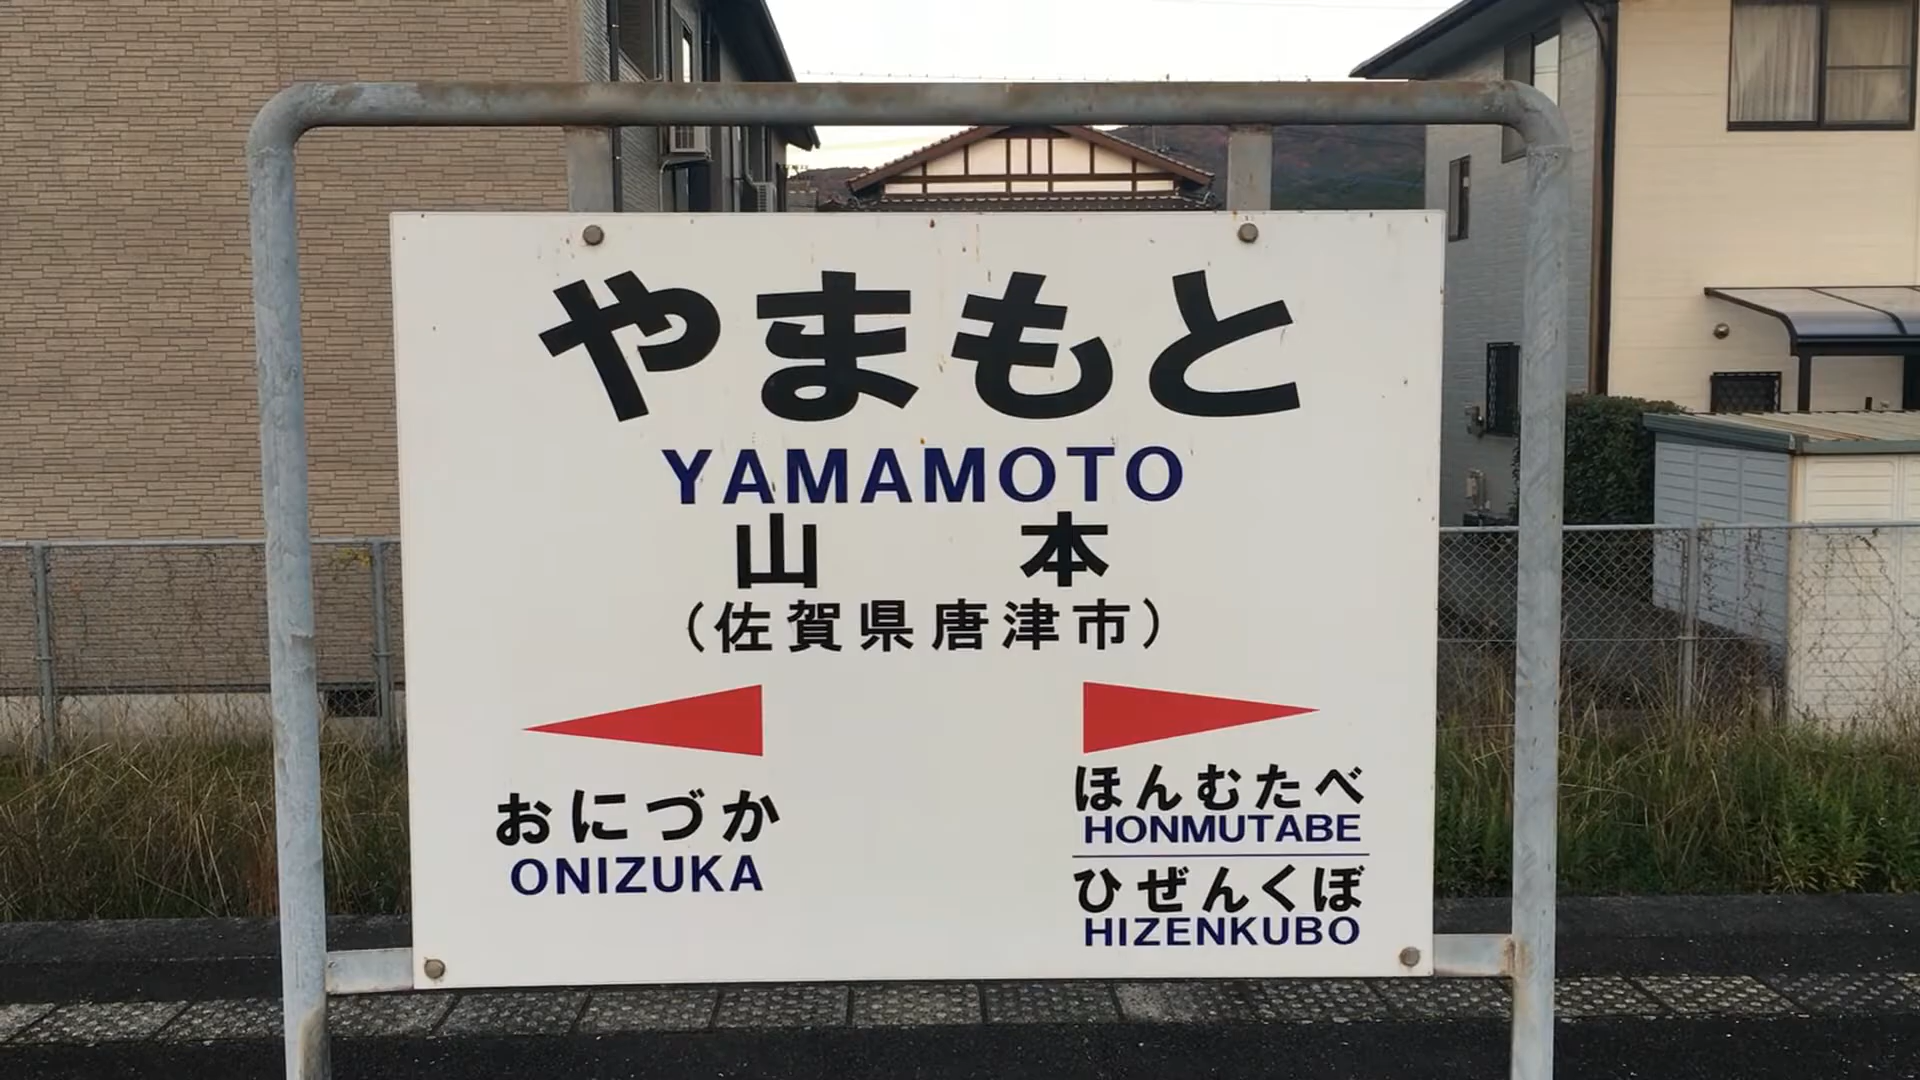 やまもと
YAMAMOTO
山 本
（佐賀県唐津市）
おにづか
ONIZUKA
ほんむたべ
HONMUTABE
ひぜんくぼ
HIZENKUBO